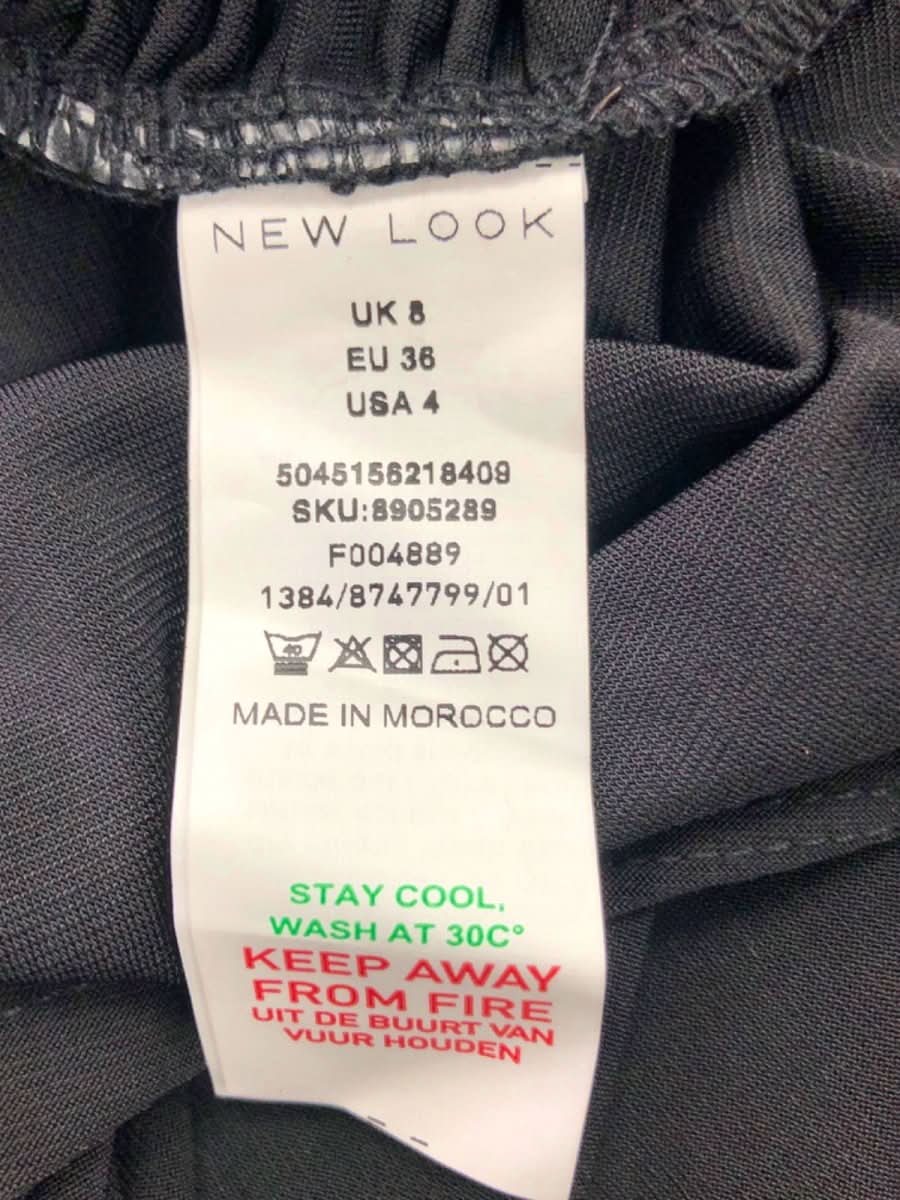 NEW LOOK
UK 8
EU 36
USA 4
5045156218409
SKU:8905289
F004889
1384/8747799/01
40
MADE IN MOROCCO
STAY COOL,
WASH AT 30C°
KEEP AWAY
FROM FIRE
UIT DE BUURT VAN
VUUR HOUDEN